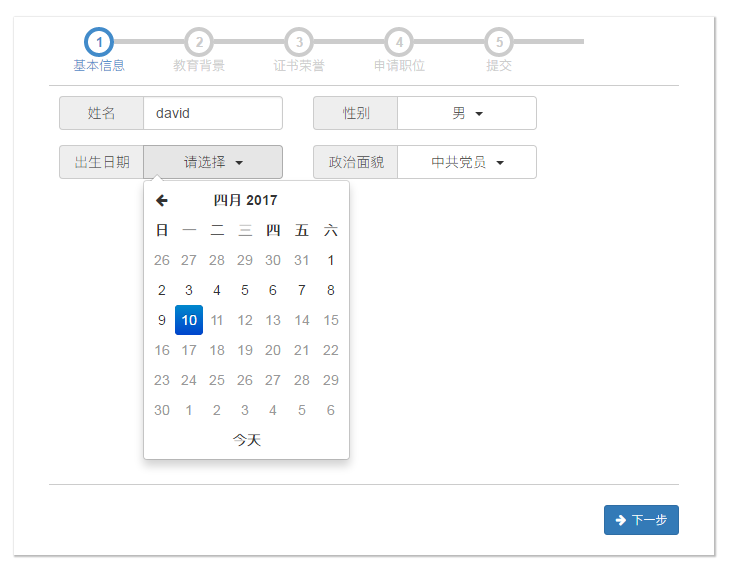 1 2 3 4 5
基本信息 教育背景 证书荣誉 申请职位 提交
姓名 david 性别 男
出生日期 请选择 政治面貌 中共党员
四月 2017
日 一 二 三 四 五 六
26 27 28 29 30 31 1
2 3 4 5 6 7 8
9 10 11 12 13 14 15
16 17 18 19 20 21 22
23 24 25 26 27 28 29
30 1 2 3 4 5 6
今天
下一步